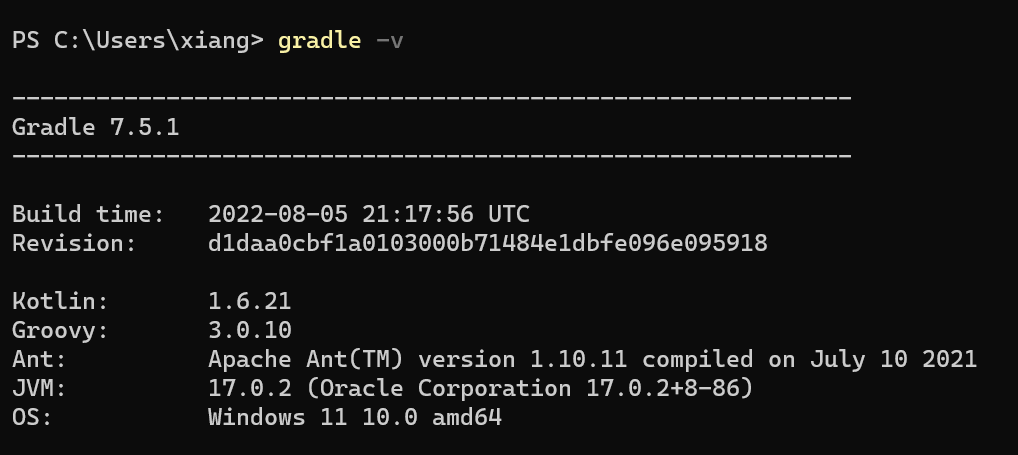 PS C:\Users\xiang> gradle -v
------------------------------------------------------------
Gradle 7.5.1
------------------------------------------------------------
Build time:   2022-08-05 21:17:56 UTC
Revision:     d1daa0cbf1a0103000b71484e1dbfe096e095918
Kotlin:       1.6.21
Groovy:       3.0.10
Ant:          Apache Ant(TM) version 1.10.11 compiled on July 10 2021
JVM:          17.0.2 (Oracle Corporation 17.0.2+8-86)
OS:           Windows 11 10.0 amd64